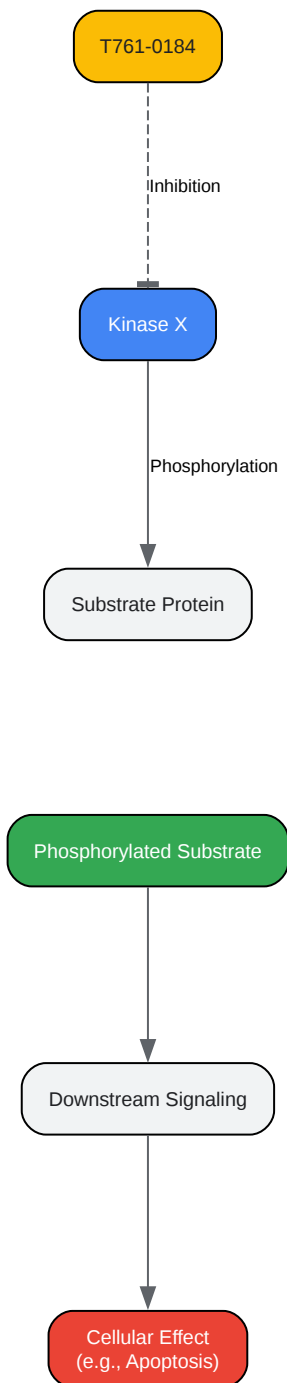 T761-0184
Inhibition
Kinase X
Phosphorylation
Substrate Protein
Phosphorylated Substrate
Downstream Signaling
Cellular Effect
(e.g., Apoptosis)